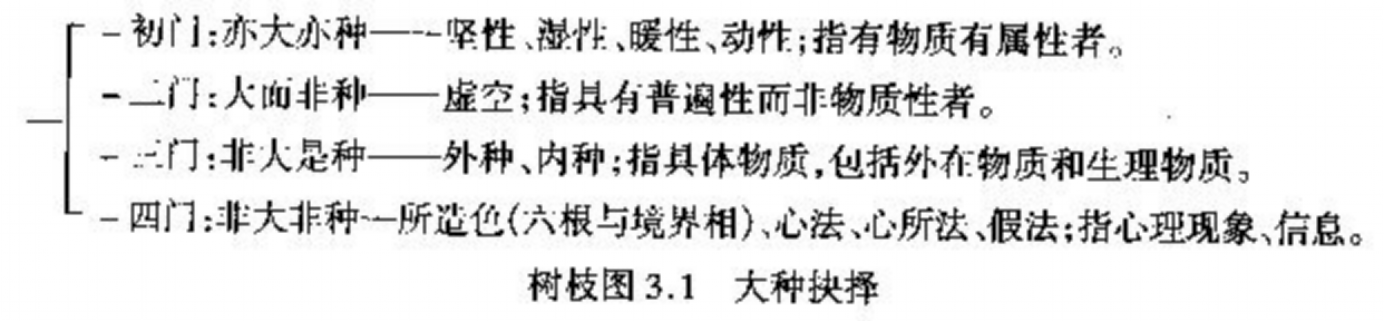 初门:亦大亦种——坚性、湿性、暖性、动性;指有物质有属性者。
二门:大而非种——虚空;指具有普遍性而非物质性者。
三门:非大是种——外种、内种;指具体物质,包括外在物质和生理物质。
四门:非大非种—所造色(六根与境界相)、心法、心所法、假法;指心理现象、信息。
树枝图3.1 大种抉择